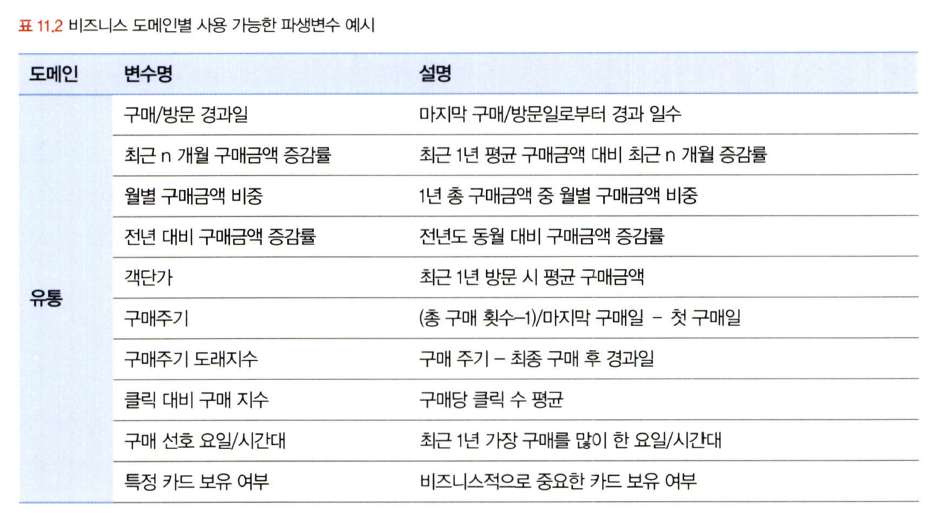 표 11.2 비즈니스 도메인별 사용 가능한 파생변수 예시
도메인 변수명 설명
구매/방문 경과일 마지막 구매/방문일로부터 경과 일수
최근 n 개월 구매금액 증감률 최근 1년 평균 구매금액 대비 최근 n 개월 증감률
월별 구매금액 비중 1년 총 구매금액 중 월별 구매금액 비중
전년 대비 구매금액 증감률 전년도 동월 대비 구매금액 증감률
객단가 최근 1년 방문 시 평균 구매금액
유통
구매주기 (총 구매 횟수–1)/마지막 구매일 – 첫 구매일
구매주기 도래지수 구매 주기 – 최종 구매 후 경과일
클릭 대비 구매 지수 구매당 클릭 수 평균
구매 선호 요일/시간대 최근 1년 가장 구매를 많이 한 요일/시간대
특정 카드 보유 여부 비즈니스적으로 중요한 카드 보유 여부